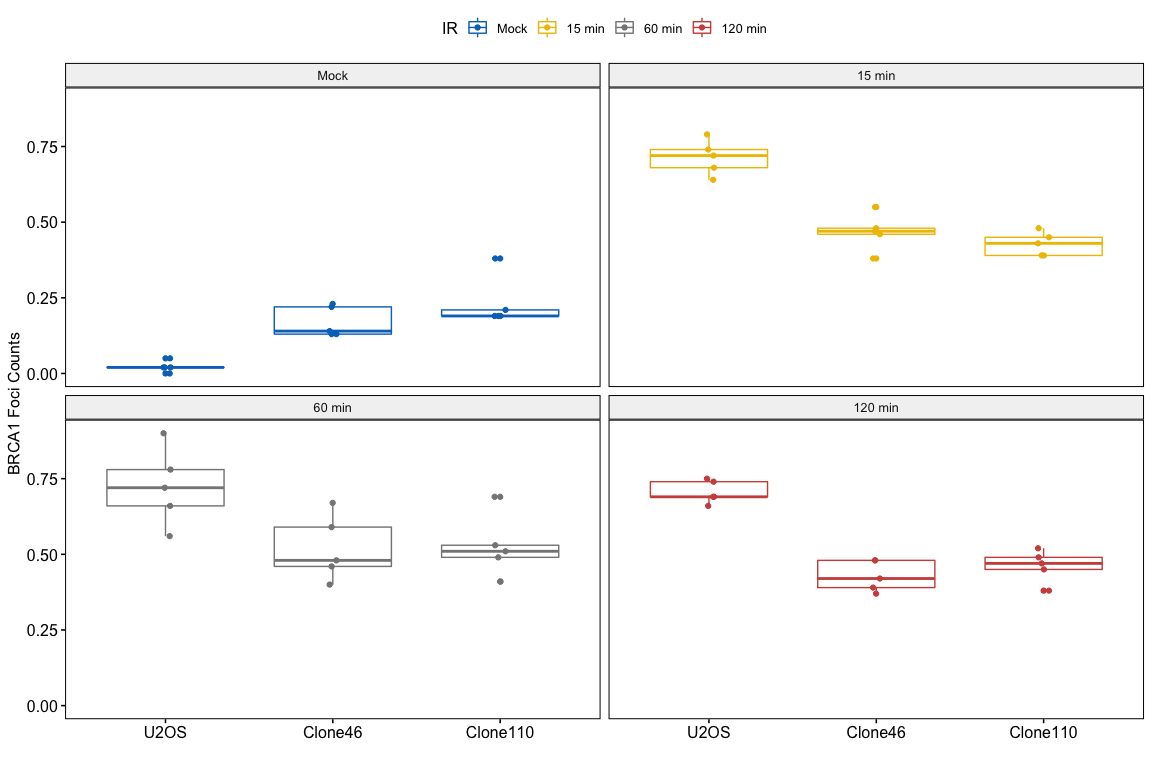 IR Mock 15 min 60 min 120 min
Mock
15 min
0.75
0.50
0.25
0.00
BRCA1 Foci Counts
60 min
120 min
0.75
0.50
0.25
0.00
U2OS Clone46 Clone110
U2OS Clone46 Clone110